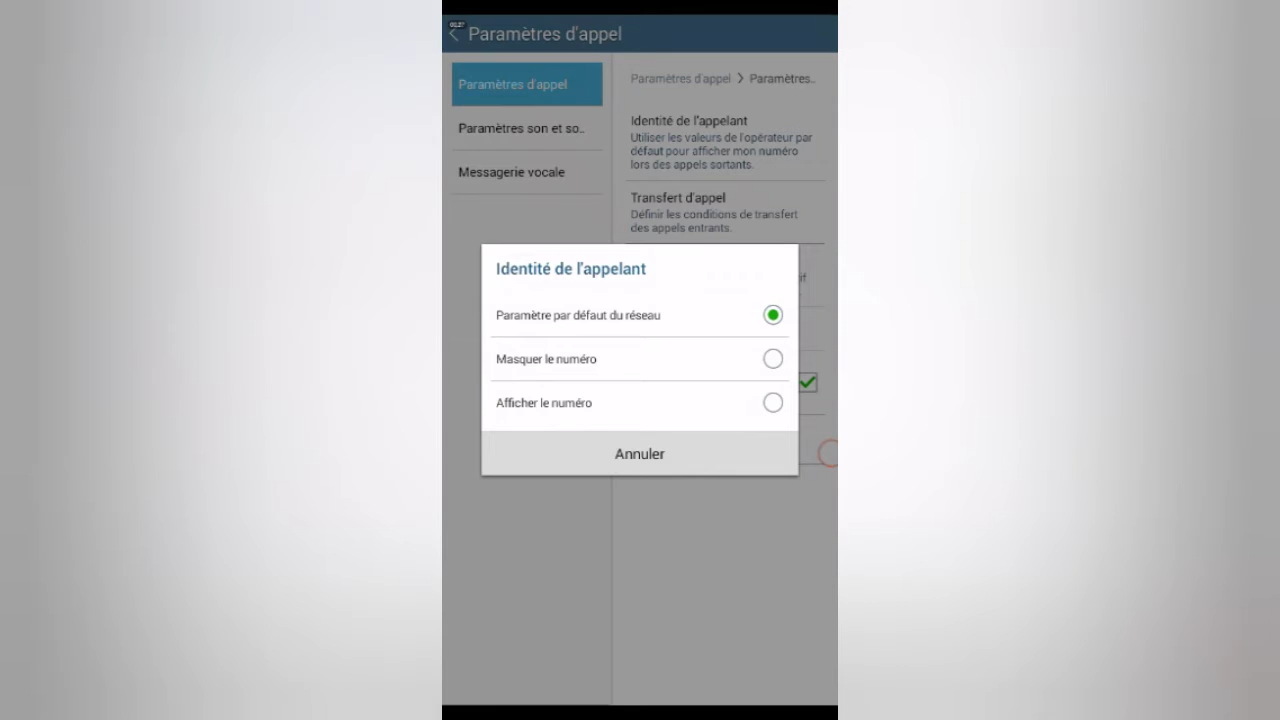 02:27
Paramètres d'appel
Paramètres d'appel
Paramètres son et so..
Messagerie vocale
Paramètres d'appel > Paramètres..
Identité de l'appelant
Utiliser les valeurs de l'opérateur par
défaut pour afficher mon numéro
lors des appels sortants.
Transfert d'appel
Définir les conditions de transfert
des appels entrants.
Identité de l'appelant
Paramètre par défaut du réseau
Masquer le numéro
Afficher le numéro
Annuler